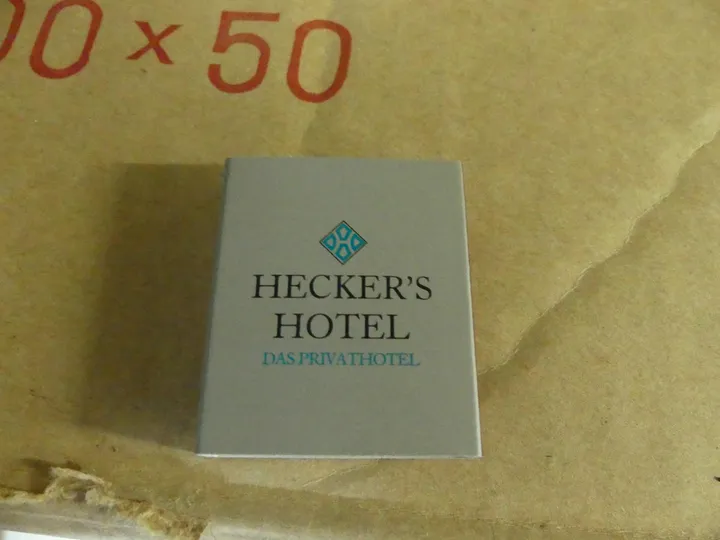 00 x 50
HECKER'S
HOTEL
DAS PRIVATHOTEL